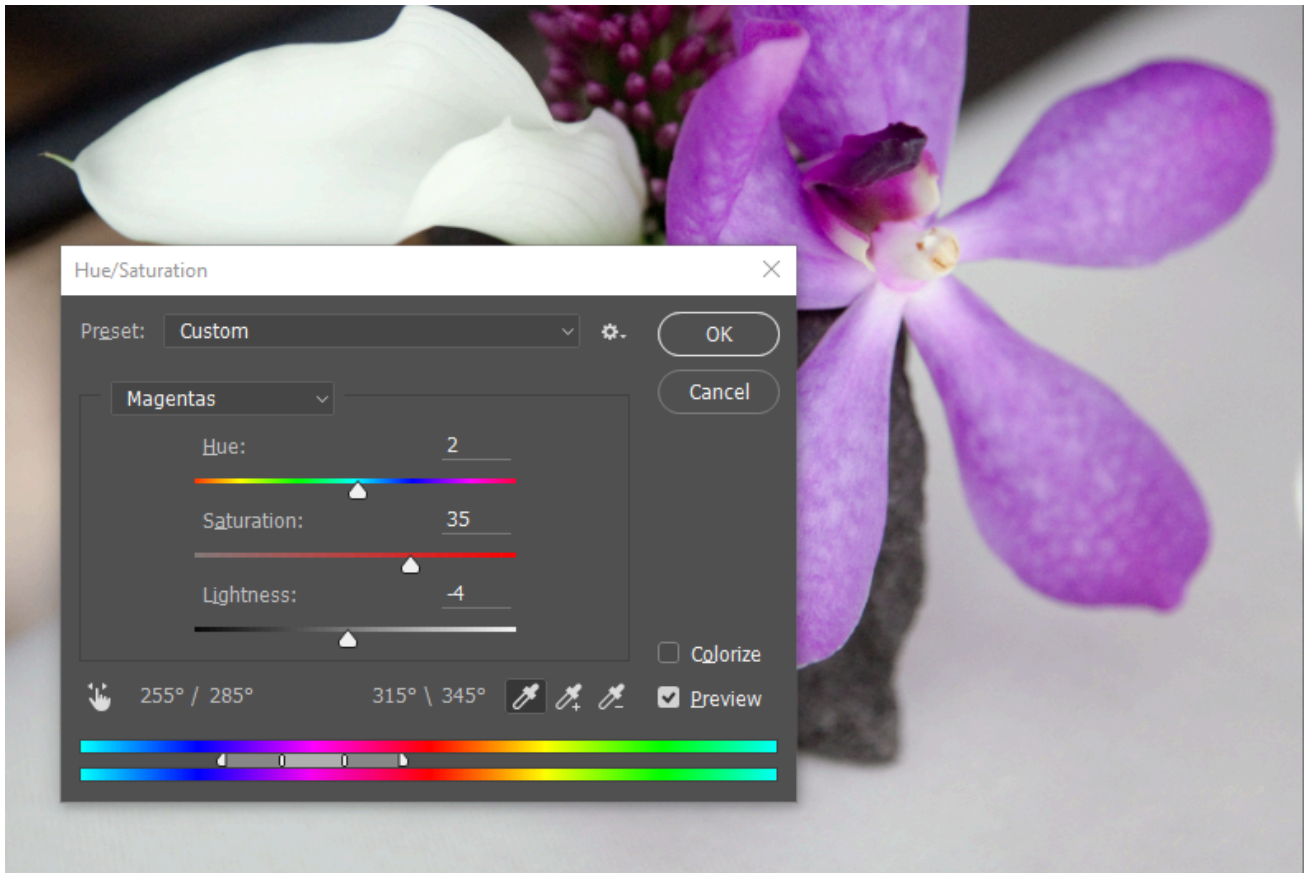 Hue/Saturation
Preset: Custom
OK
Cancel
Magentas
Hue: 2
Saturation: 35
Lightness: -4
Colorize
255° / 285° 315° \ 345°
Preview